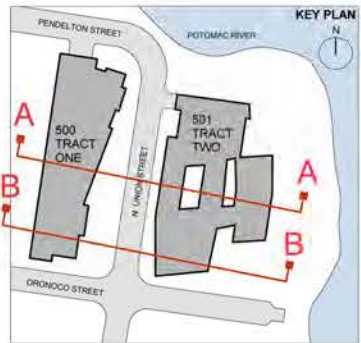 KEY PLAN
N
PENDELTON STREET
POTOMAC RIVER
500
TRACT
ONE
501
TRACT
TWO
A
A
N UNION STREET
B
B
ORONOCO STREET